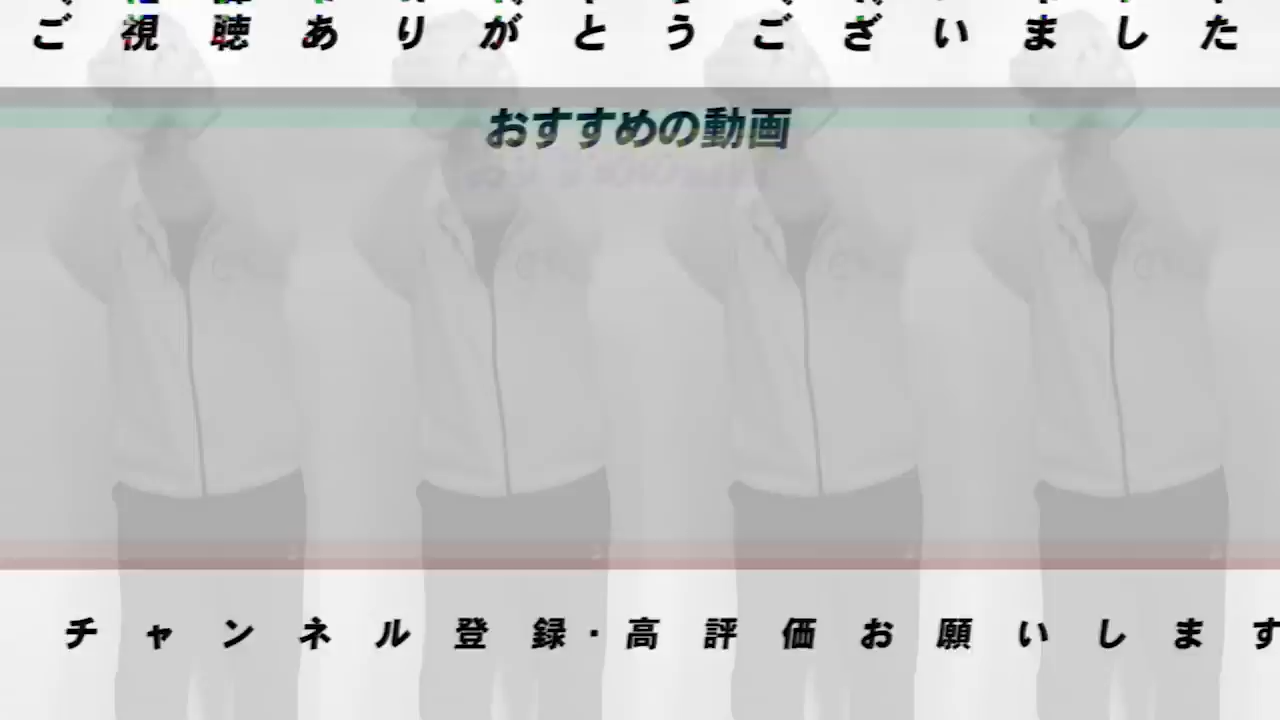 ご視聴ありがとうございました
おすすめの動画
チャンネル登録・高評価お願いします